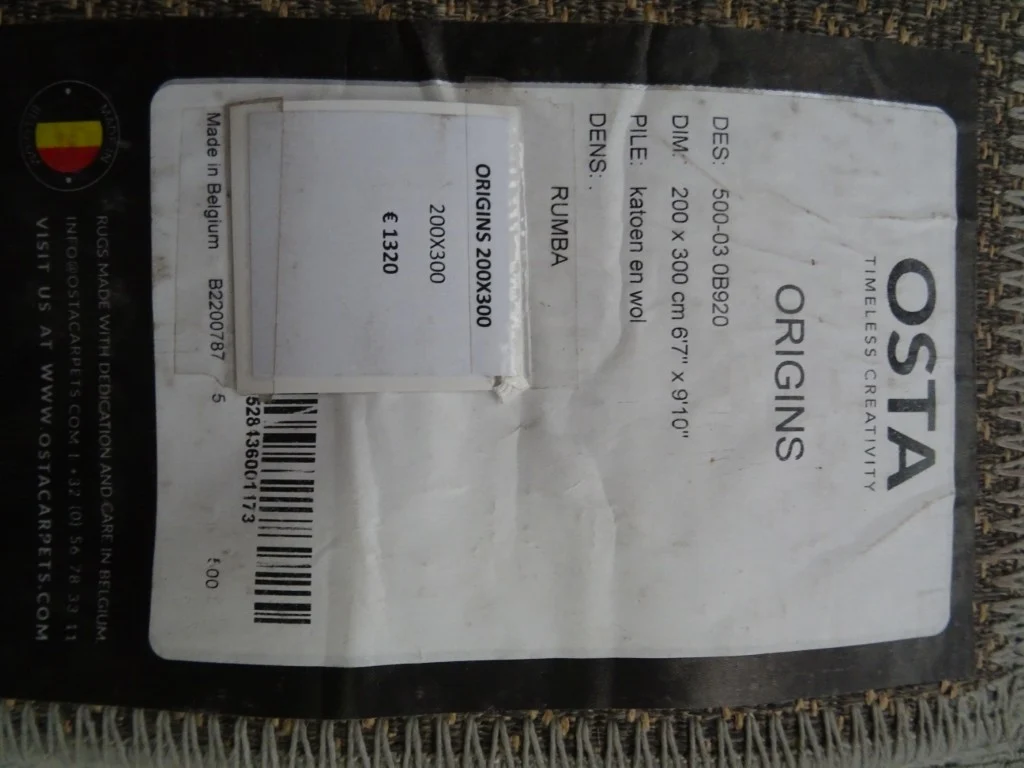 OSTA
TIMELESS CREATIVITY
ORIGINS
DES: 500-03 0B920
DIM: 200 x 300 cm 6'7" x 9'10"
PILE: katoen en wol
DENS: .
RUMBA
ORIGINS 200X300
200X300
€ 1320
528436001173
Made in Belgium B2200787 5
500
RUGS MADE WITH DEDICATION AND CARE IN BELGIUM
INFO@OSTACARPETS.COM | +32 (0) 56 78 33 11
VISIT US AT WWW.OSTACARPETS.COM